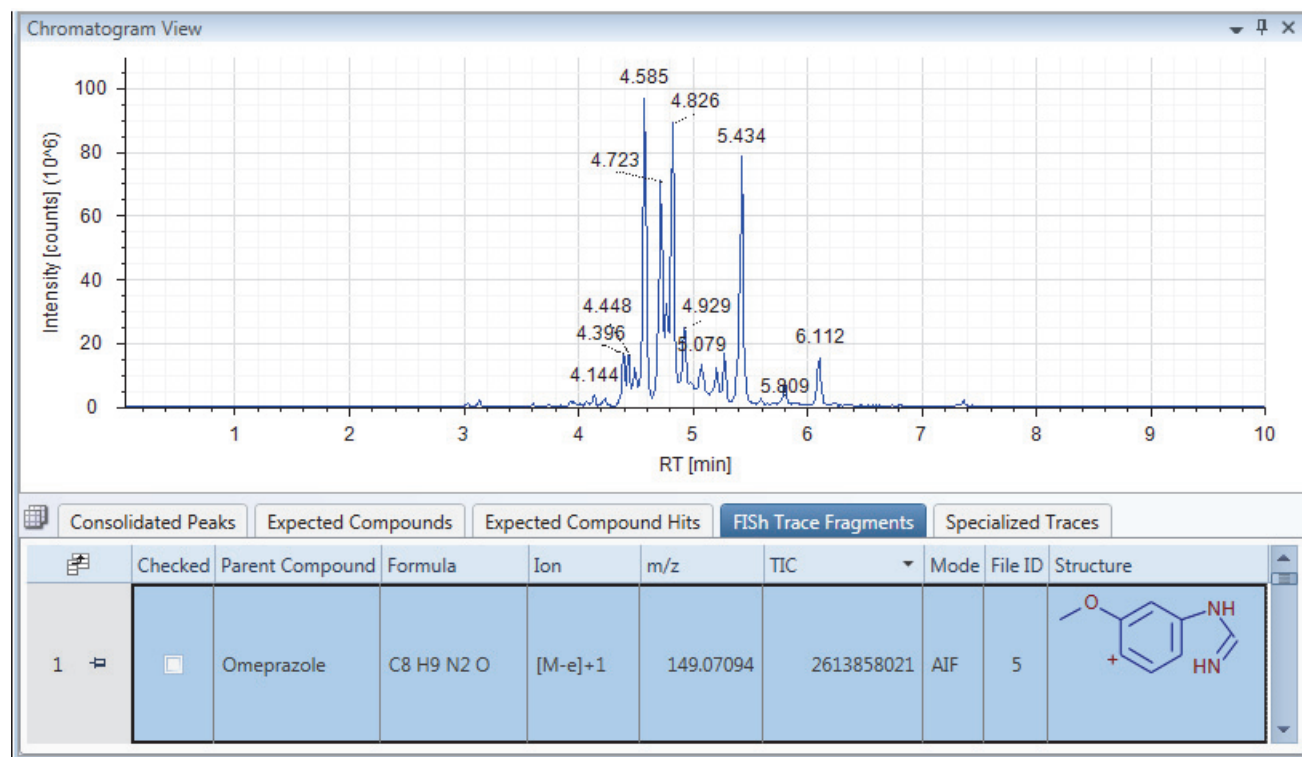 Chromatogram View
Intensity [counts] (10^6)
100
80
60
40
20
0
4.585
4.826
5.434
4.723
4.448
4.929
4.396
5.079
6.112
4.144
5.809
1 2 3 4 5 6 7 8 9 10
RT [min]
Consolidated Peaks Expected Compounds Expected Compound Hits FISh Trace Fragments Specialized Traces
Checked Parent Compound Formula Ion m/z TIC Mode File ID Structure
1 Omeprazole C8 H9 N2 O [M-e]+1 149.07094 2613858021 AIF 5
O NH
+ HN